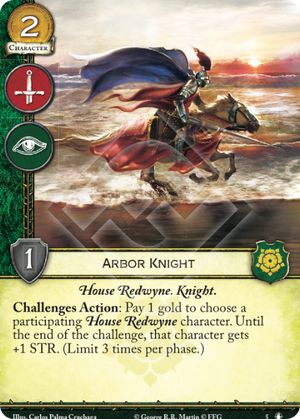 2
Character
1
Arbor Knight
House Redwyne. Knight.
Challenges Action: Pay 1 gold to choose a
participating House Redwyne character. Until
the end of the challenge, that character gets
+1 STR. (Limit 3 times per phase.)
Illus. Carlos Palma Cruchaga © George R.R. Martin © FFG 5